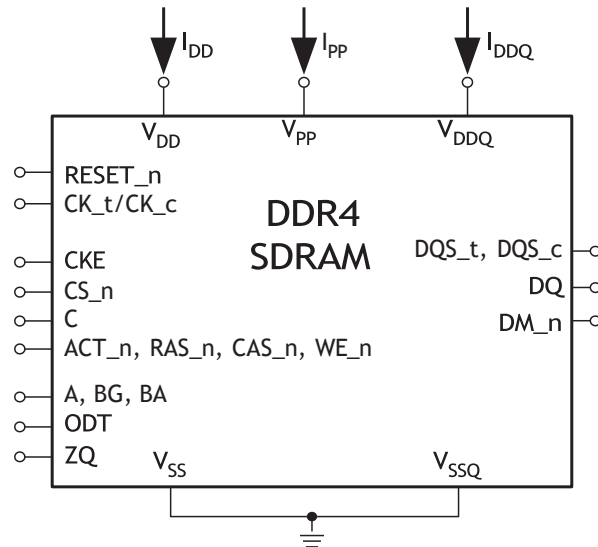 I_DD
I_PP
I_DDQ
V_DD
V_PP
V_DDQ
RESET_n
CK_t/CK_c
DDR4
SDRAM
DQS_t, DQS_c
CKE
DQ
CS_n
C
DM_n
ACT_n, RAS_n, CAS_n, WE_n
A, BG, BA
ODT
ZQ
V_SS
V_SSQ